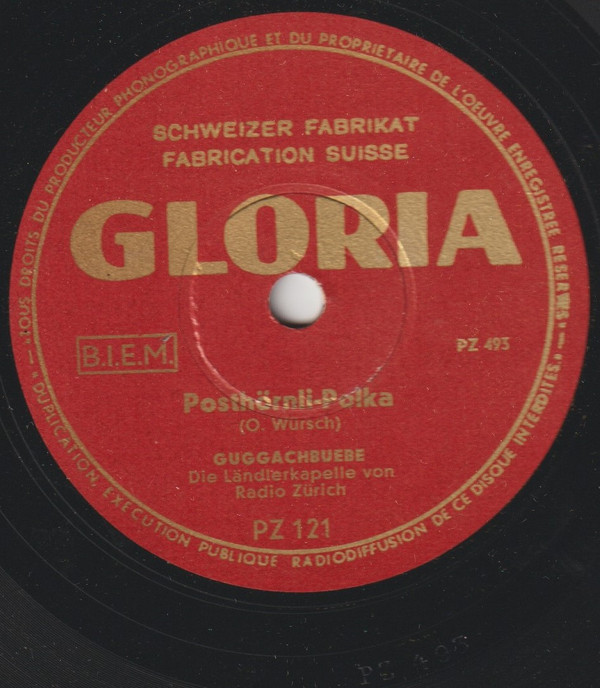 "TOUS DROITS DU PRODUCTEUR PHONOGRAPHIQUE ET DU PROPRIETAIRE DE L'OEUVRE ENREGISTREE RESERVES"
SCHWEIZER FABRIKAT
FABRICATION SUISSE
GLORIA
B.I.E.M.
PZ 493
Posthörnli-Polka
(O. Würsch)
GUGGACHBUEBE
Die Ländlerkapelle von
Radio Zürich
PZ 121
"DUPLICATION, EXECUTION PUBLIQUE RADIODIFFUSION DE CE DISQUE INTERDITES."
PZ 493